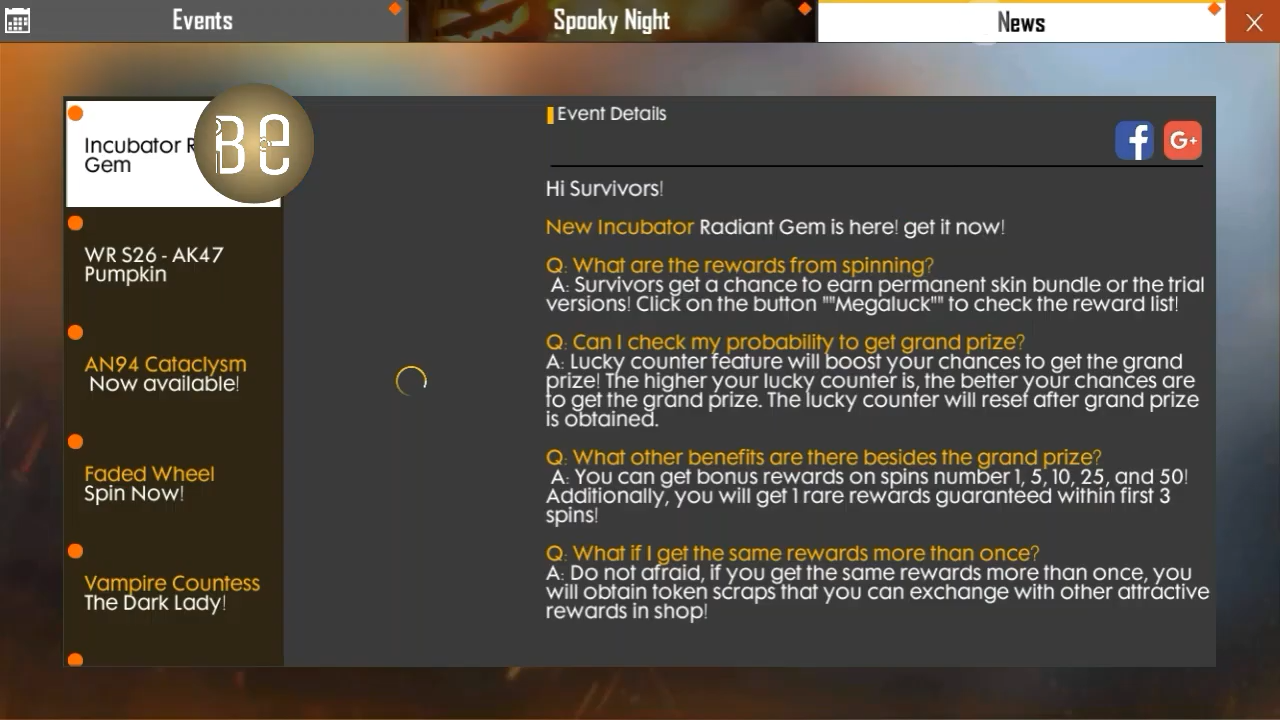 Events
Spooky Night
News
Incubator
Gem
BE
WR S26 - AK47
Pumpkin
AN94 Cataclysm
Now available!
Faded Wheel
Spin Now!
Vampire Countess
The Dark Lady!
Event Details
f
G+
Hi Survivors!
New Incubator Radiant Gem is here! get it now!
Q: What are the rewards from spinning?
A: Survivors get a chance to earn permanent skin bundle or the trial
versions! Click on the button ""Megaluck"" to check the reward list!
Q: Can I check my probability to get grand prize?
A: Lucky counter feature will boost your chances to get the grand
prize! The higher your lucky counter is, the better your chances are
to get the grand prize. The lucky counter will reset after grand prize
is obtained.
Q: What other benefits are there besides the grand prize?
A: You can get bonus rewards on spins number 1, 5, 10, 25, and 50!
Additionally, you will get 1 rare rewards guaranteed within first 3
spins!
Q: What if I get the same rewards more than once?
A: Do not afraid, if you get the same rewards more than once, you
will obtain token scraps that you can exchange with other attractive
rewards in shop!